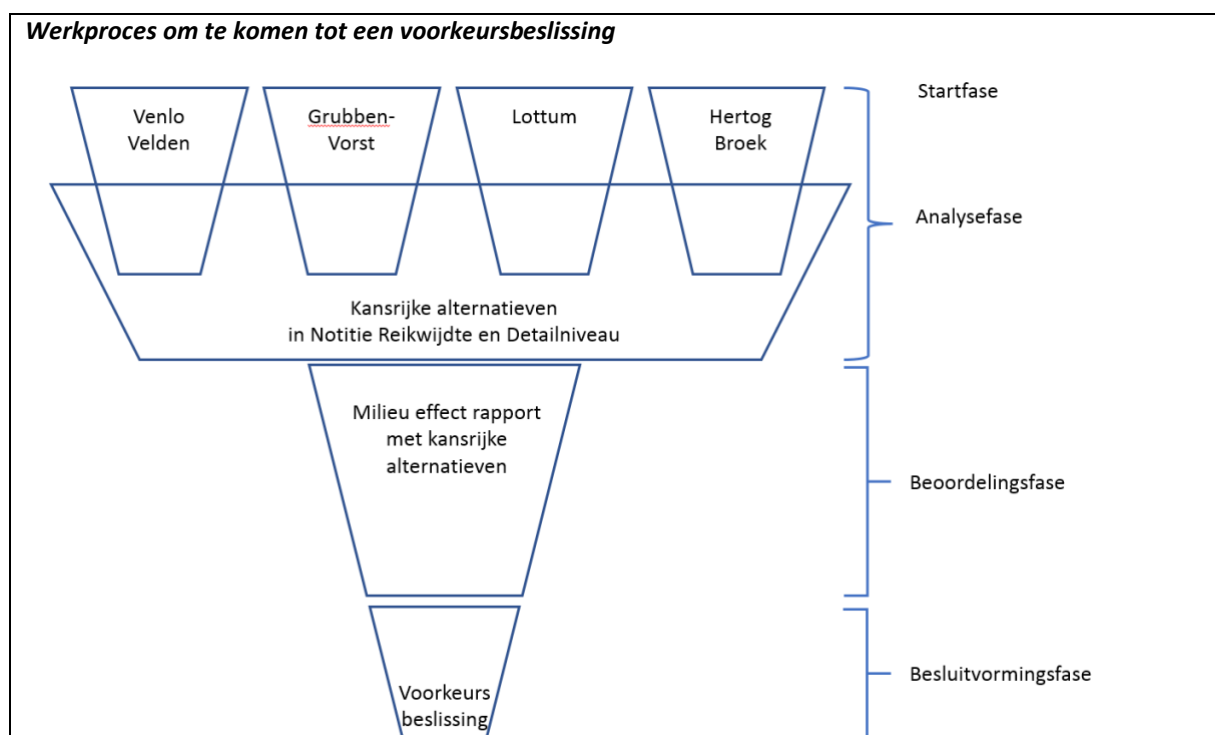 Werkproces om te komen tot een voorkeursbeslissing
Startfase
Venlo
Velden
Grubben-
Vorst
Lottum
Hertog
Broek
Analysefase
Kansrijke alternatieven
in Notitie Reikwijdte en Detailniveau
Milieu effect rapport
met kansrijke
alternatieven
Beoordelingsfase
Besluitvormingsfase
Voorkeurs
beslissing